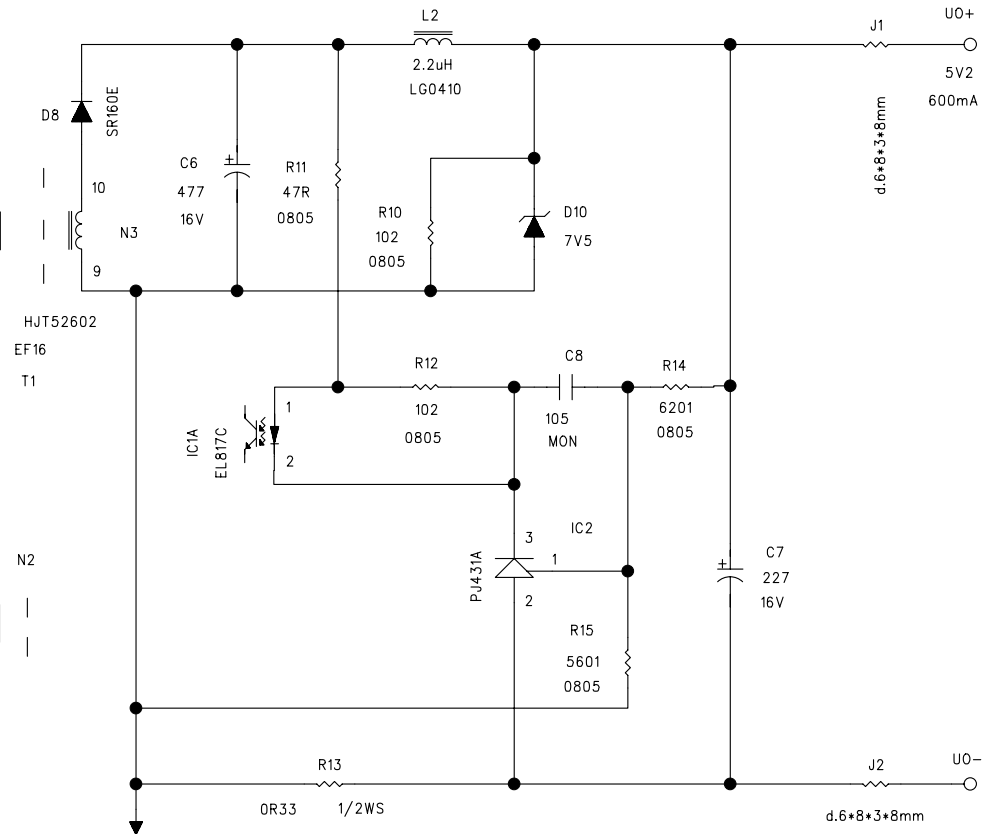 L2
2.2uH
LG0410
J1
UO+
5V2
600mA
d.6*8*3*8mm
D8
SR160E
C6
477
16V
R11
47R
0805
R10
102
0805
D10
7V5
10
N3
9
HJT52602
EF16
T1
R12
102
0805
C8
105
MON
R14
6201
0805
IC1A
EL817C
1
2
N2
IC2
PJ431A
3
1
2
C7
227
16V
R15
5601
0805
R13
0R33
1/2WS
J2
UO-
d.6*8*3*8mm